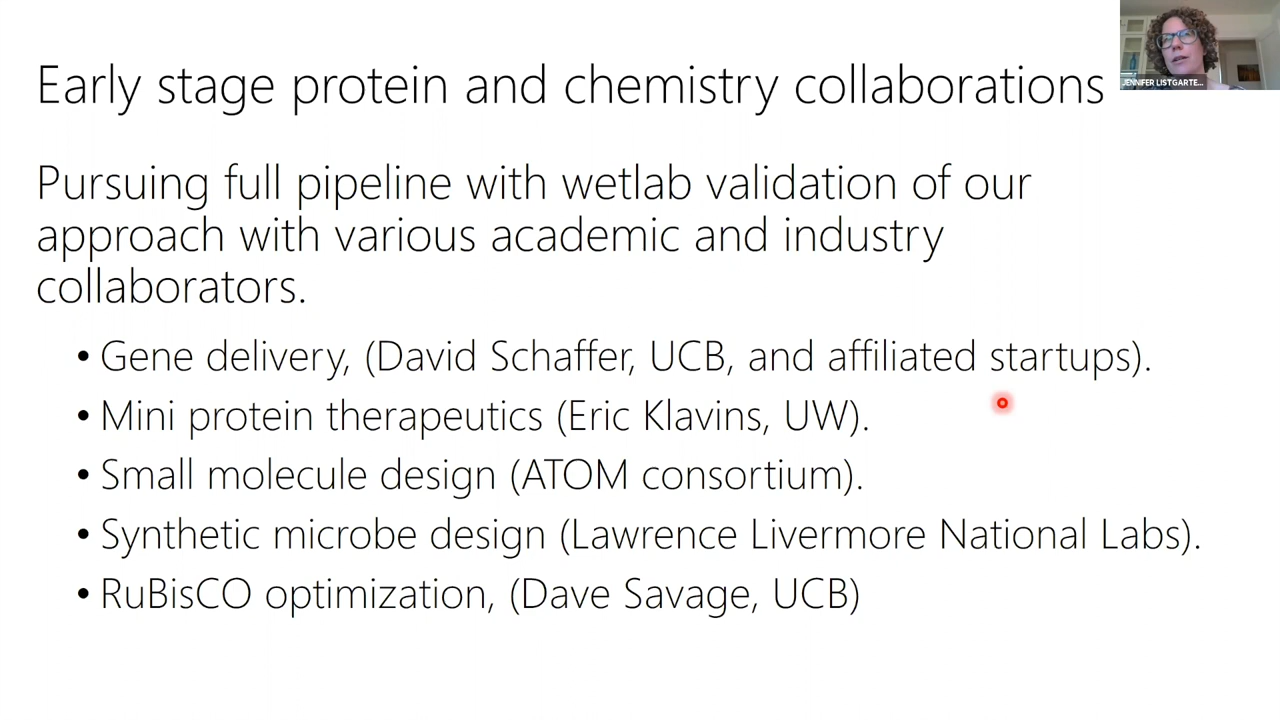 Early stage protein and chemistry collaborations
JENNIFER LISTGARTE...
Pursuing full pipeline with wetlab validation of our
approach with various academic and industry
collaborators.
• Gene delivery, (David Schaffer, UCB, and affiliated startups).
• Mini protein therapeutics (Eric Klavins, UW).
• Small molecule design (ATOM consortium).
• Synthetic microbe design (Lawrence Livermore National Labs).
• RuBisCO optimization, (Dave Savage, UCB)